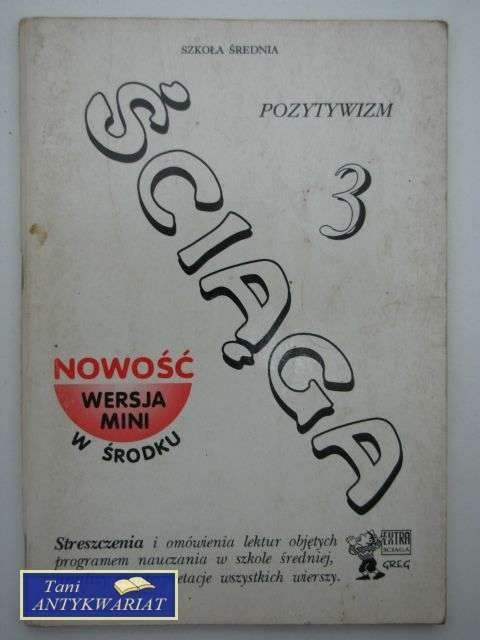 SZKOŁA ŚREDNIA
POZYTYWIZM
3
ŚCIĄGA
NOWOŚĆ
WERSJA
MINI
W ŚRODKU
Streszczenia i omówienia lektur objętych
programem nauczania w szkole średniej,
wszystkich wierszy.
EXTRA
ŚCIĄGA
GREG
Tani
ANTYKWARIAT